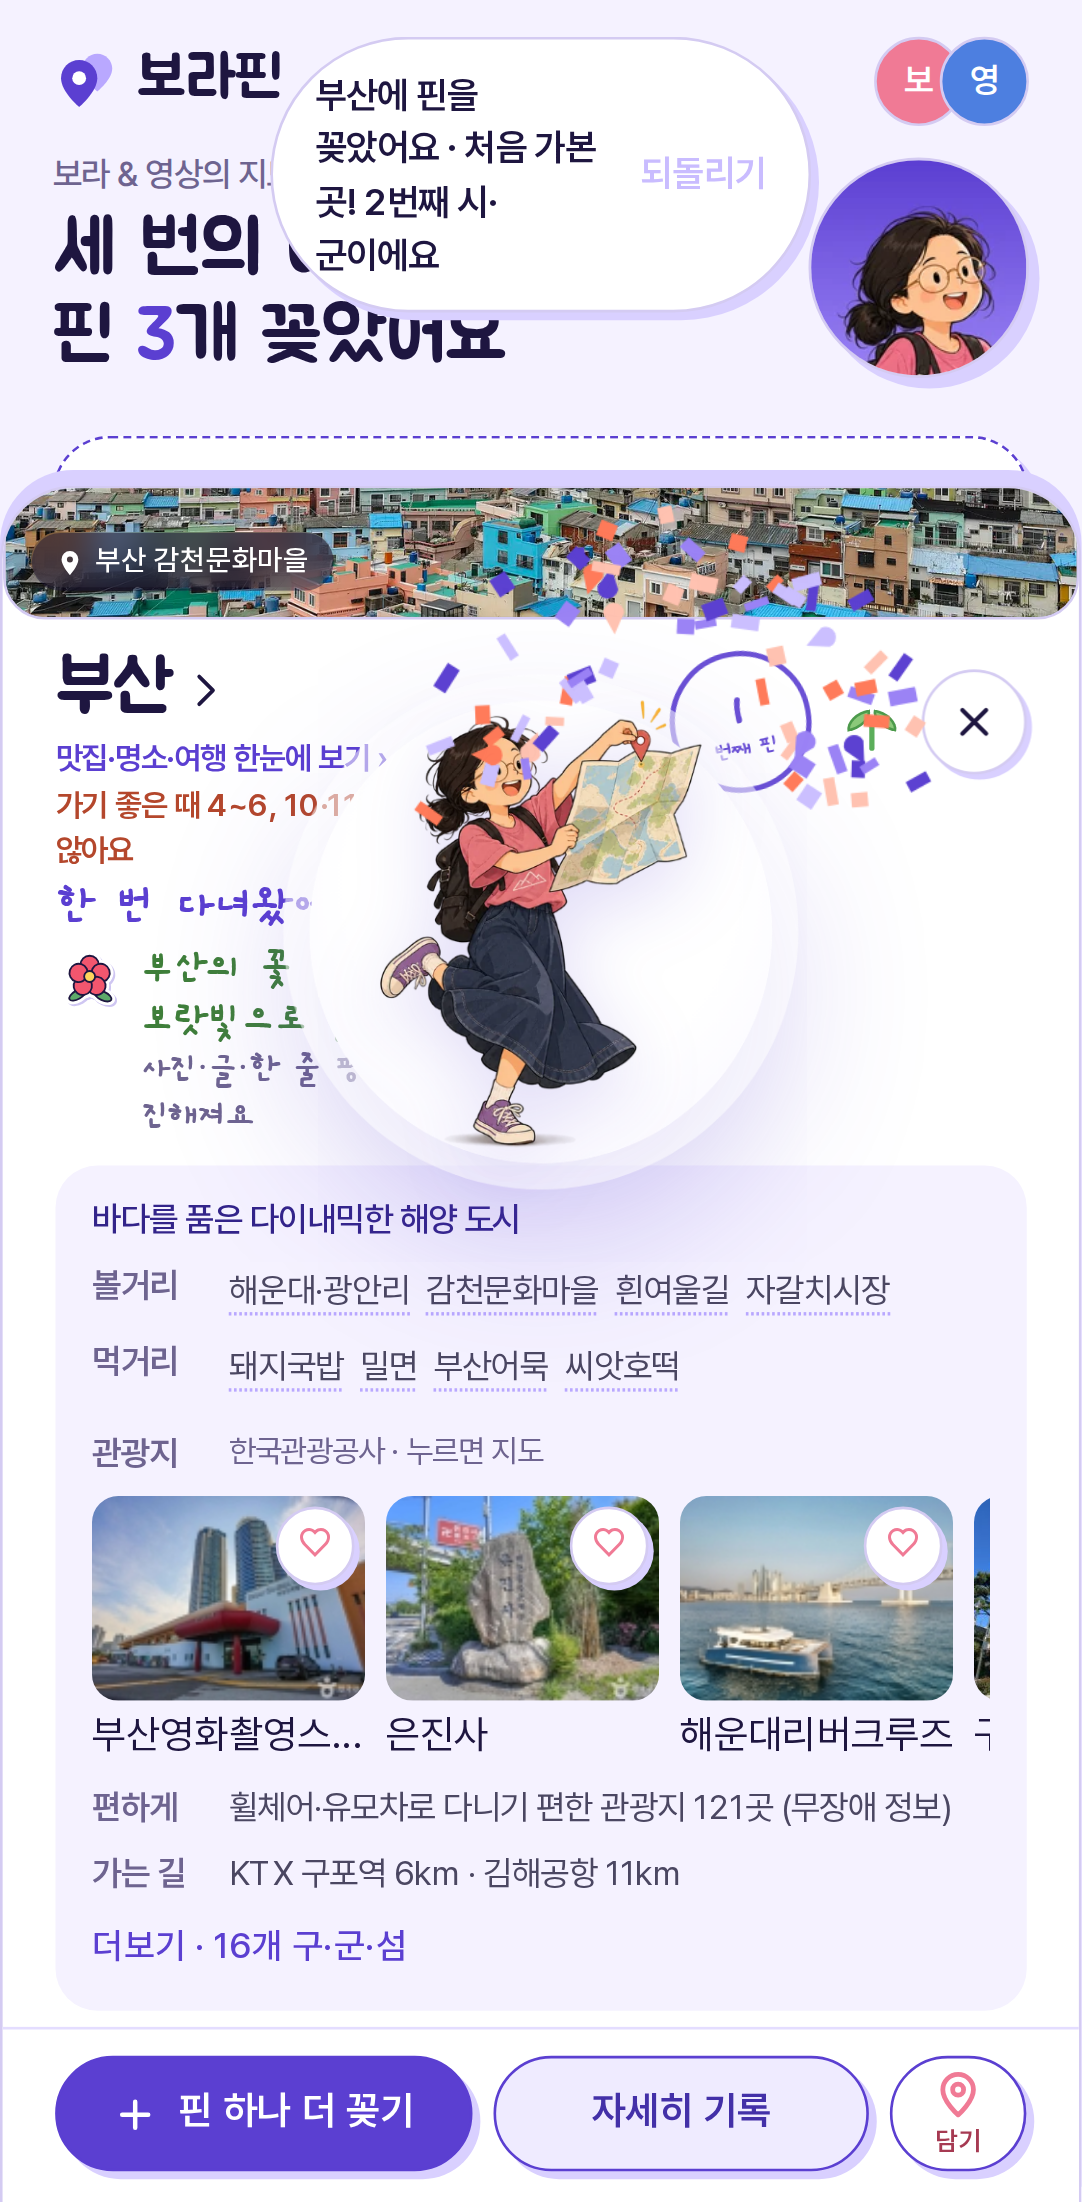 보라핀
보 영
부산에 핀을
꽂았어요 · 처음 가본
곳! 2번째 시·
군이에요
되돌리기
보라 & 영상의
세 번의
핀 3개 꽂았어요
부산 감천문화마을
부산 >
번째 핀
맛집·명소·여행 한눈에 보기 ›
가기 좋은 때 4~6, 10·11
않아요
한 번 다녀왔
부산의 꽃
보랏빛으로
사진·글·한 줄
진해져요
바다를 품은 다이내믹한 해양 도시
볼거리 해운대·광안리 감천문화마을 흰여울길 자갈치시장
먹거리 돼지국밥 밀면 부산어묵 씨앗호떡
관광지 한국관광공사 · 누르면 지도
부산영화촬영스... 은진사 해운대리버크루즈
편하게 휠체어·유모차로 다니기 편한 관광지 121곳 (무장애 정보)
가는 길 KTX 구포역 6km · 김해공항 11km
더보기 · 16개 구·군·섬
+ 핀 하나 더 꽂기
자세히 기록
담기